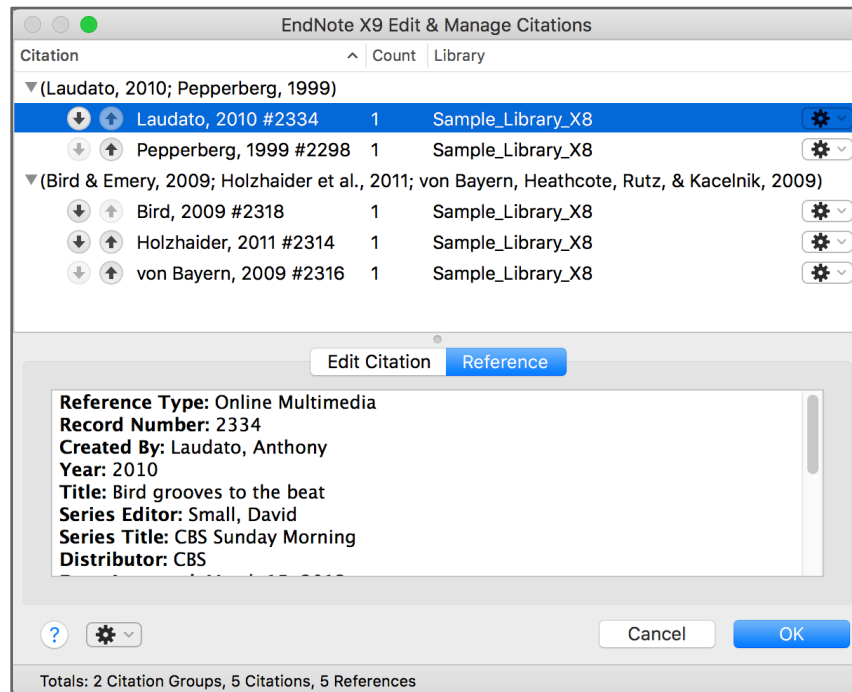 EndNote X9 Edit & Manage Citations
Citation Count Library
(Laudato, 2010; Pepperberg, 1999)
Laudato, 2010 #2334 1 Sample_Library_X8
Pepperberg, 1999 #2298 1 Sample_Library_X8
(Bird & Emery, 2009; Holzhaider et al., 2011; von Bayern, Heathcote, Rutz, & Kacelnik, 2009)
Bird, 2009 #2318 1 Sample_Library_X8
Holzhaider, 2011 #2314 1 Sample_Library_X8
von Bayern, 2009 #2316 1 Sample_Library_X8
Edit Citation Reference
Reference Type: Online Multimedia
Record Number: 2334
Created By: Laudato, Anthony
Year: 2010
Title: Bird grooves to the beat
Series Editor: Small, David
Series Title: CBS Sunday Morning
Distributor: CBS
? Cancel OK
Totals: 2 Citation Groups, 5 Citations, 5 References